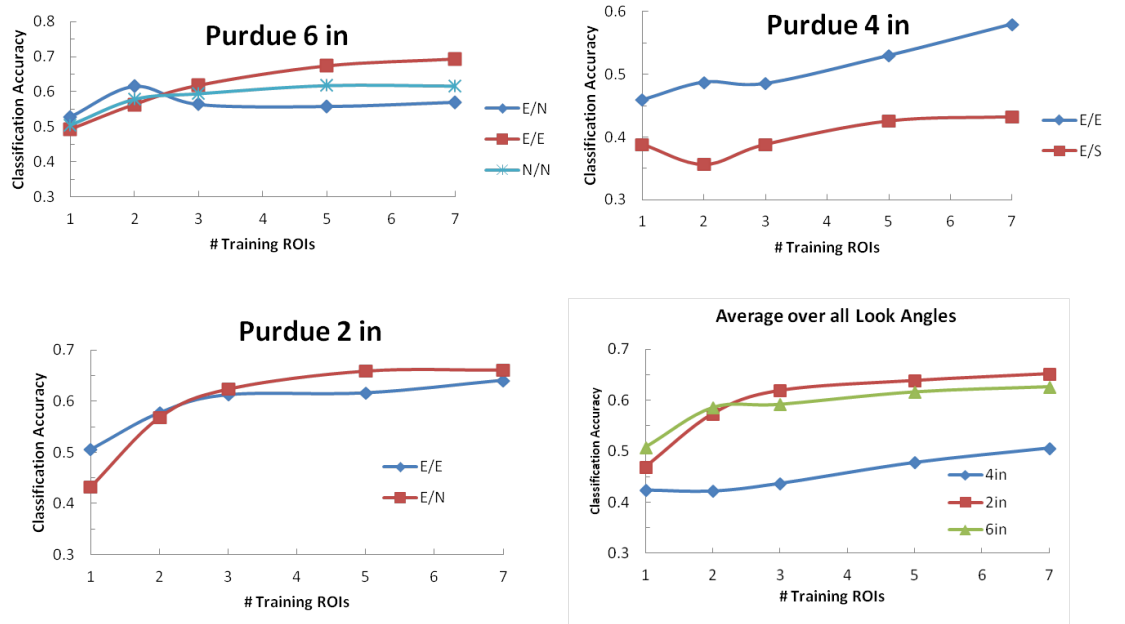 Purdue 6 in
Classification Accuracy
0.8
0.7
0.6
0.5
0.4
0.3
1 2 3 4 5 6 7
# Training ROIs
E/N
E/E
N/N
Purdue 4 in
Classification Accuracy
0.6
0.5
0.4
0.3
1 2 3 4 5 6 7
# Training ROIs
E/E
E/S
Purdue 2 in
Classification Accuracy
0.7
0.6
0.5
0.4
0.3
1 2 3 4 5 6 7
# Training ROIs
E/E
E/N
Average over all Look Angles
Classification Accuracy
0.7
0.6
0.5
0.4
0.3
1 2 3 4 5 6 7
# Training ROIs
4in
2in
6in